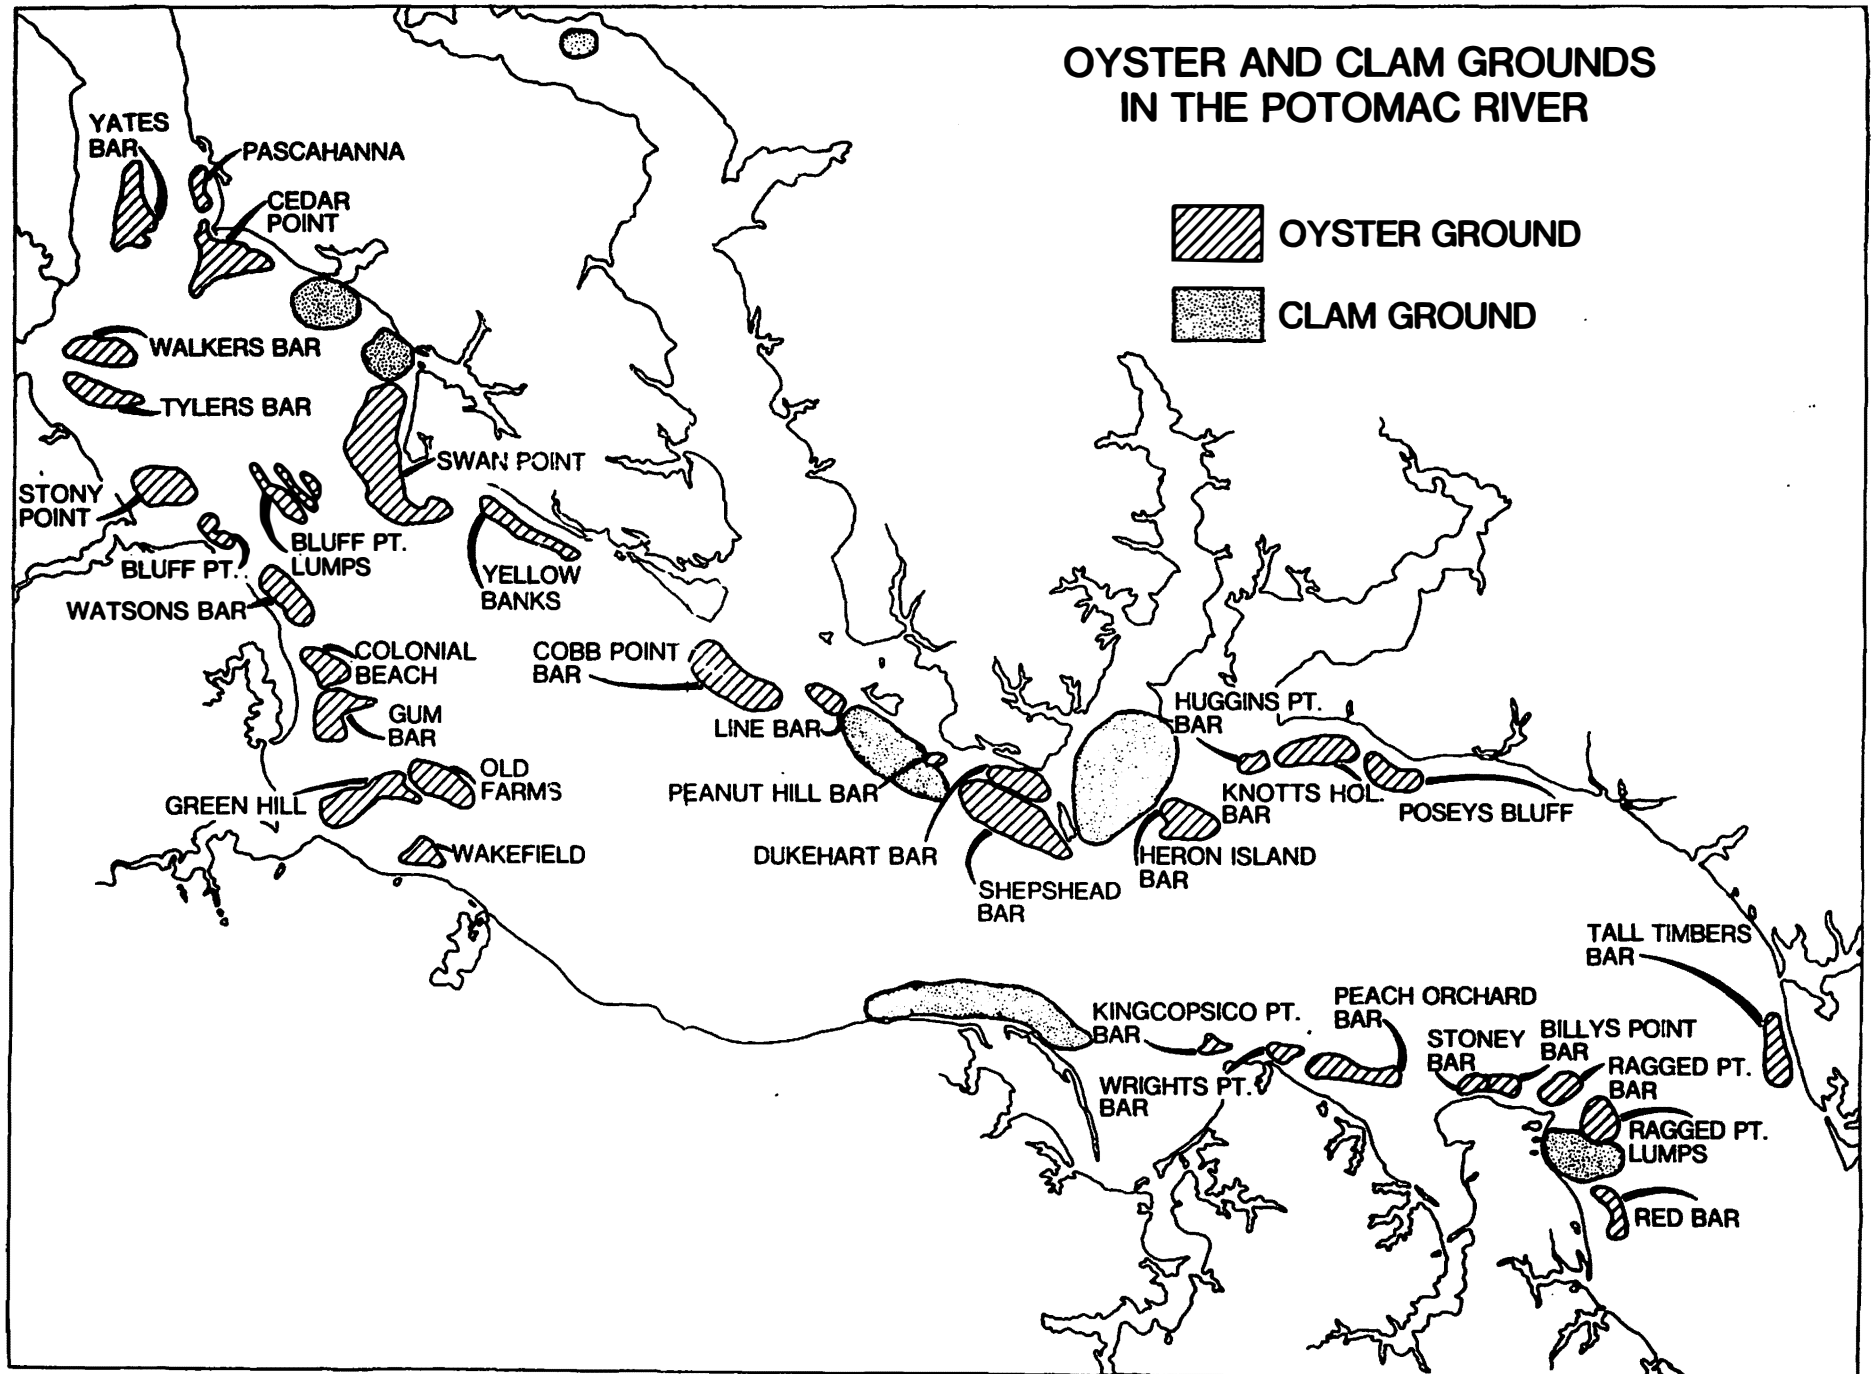 OYSTER AND CLAM GROUNDS
IN THE POTOMAC RIVER
OYSTER GROUND
CLAM GROUND
YATES
BAR
PASCAHANNA
CEDAR
POINT
WALKERS BAR
TYLERS BAR
SWAN POINT
STONY
POINT
BLUFF PT.
LUMPS
BLUFF PT.
YELLOW
BANKS
WATSONS BAR
COLONIAL
BEACH
GUM
BAR
OLD
FARMS
GREEN HILL
WAKEFIELD
COBB POINT
BAR
LINE BAR
PEANUT HILL BAR
DUKEHART BAR
SHEPSHEAD
BAR
HUGGINS PT.
BAR
KNOTTS HOL.
BAR
POSEYS BLUFF
HERON ISLAND
BAR
TALL TIMBERS
BAR
KINGCOPSICO PT.
BAR
WRIGHTS PT.
BAR
PEACH ORCHARD
BAR
STONEY
BAR
BILLYS POINT
BAR
RAGGED PT.
BAR
RAGGED PT.
LUMPS
RED BAR